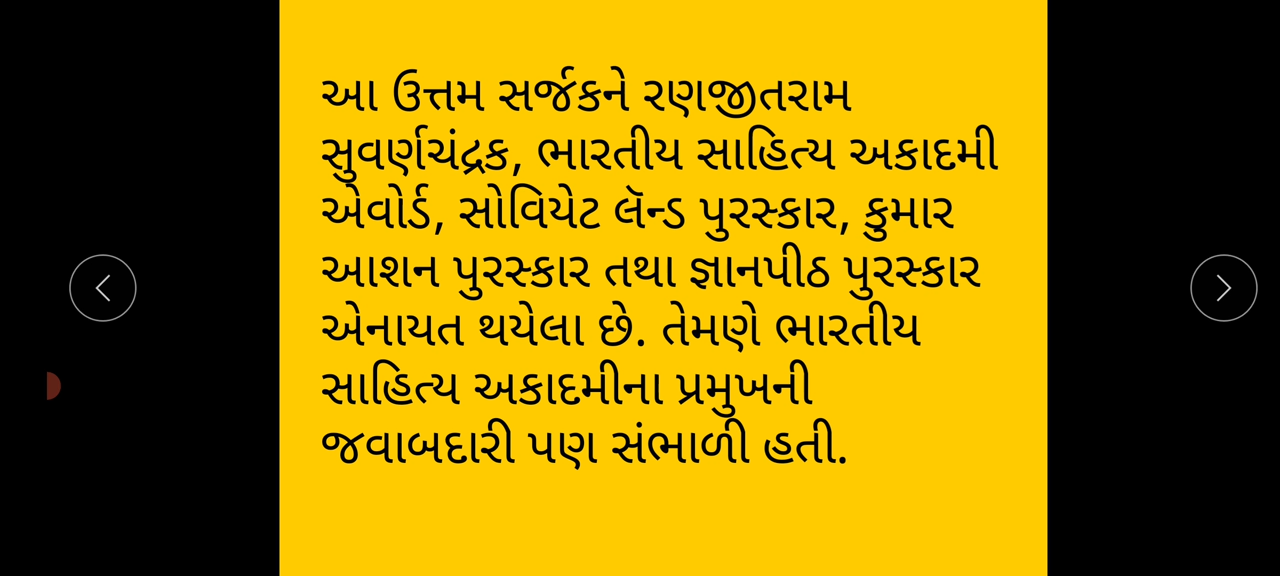 આ ઉત્તમ સર્જકને રણજીતરામ
સુવર્ણચંદ્રક, ભારતીય સાહિત્ય અકાદમી
એવોર્ડ, સોવિયેટ લૅન્ડ પુરસ્કાર, કુમાર
આશન પુરસ્કાર તથા જ્ઞાનપીઠ પુરસ્કાર
એનાયત થયેલા છે. તેમણે ભારતીય
સાહિત્ય અકાદમીના પ્રમુખની
જવાબદારી પણ સંભાળી હતી.